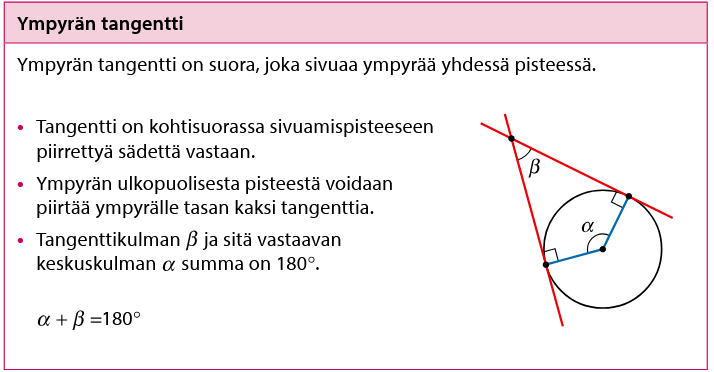 Ympyrän tangentti
Ympyrän tangentti on suora, joka sivuaa ympyrää yhdessä pisteessä.
• Tangentti on kohtisuorassa sivuamispisteeseen
piirrettyä sädettä vastaan.
• Ympyrän ulkopuolisesta pisteestä voidaan
piirtää ympyrälle tasan kaksi tangenttia.
• Tangenttikulman β ja sitä vastaavan
keskuskulman α summa on 180°.
α + β =180°
β
α